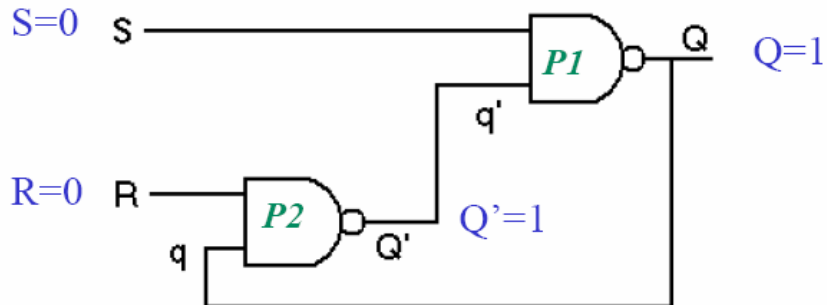 S=0 S P1 Q Q=1
q'
R=0 R P2 Q' Q’=1
q